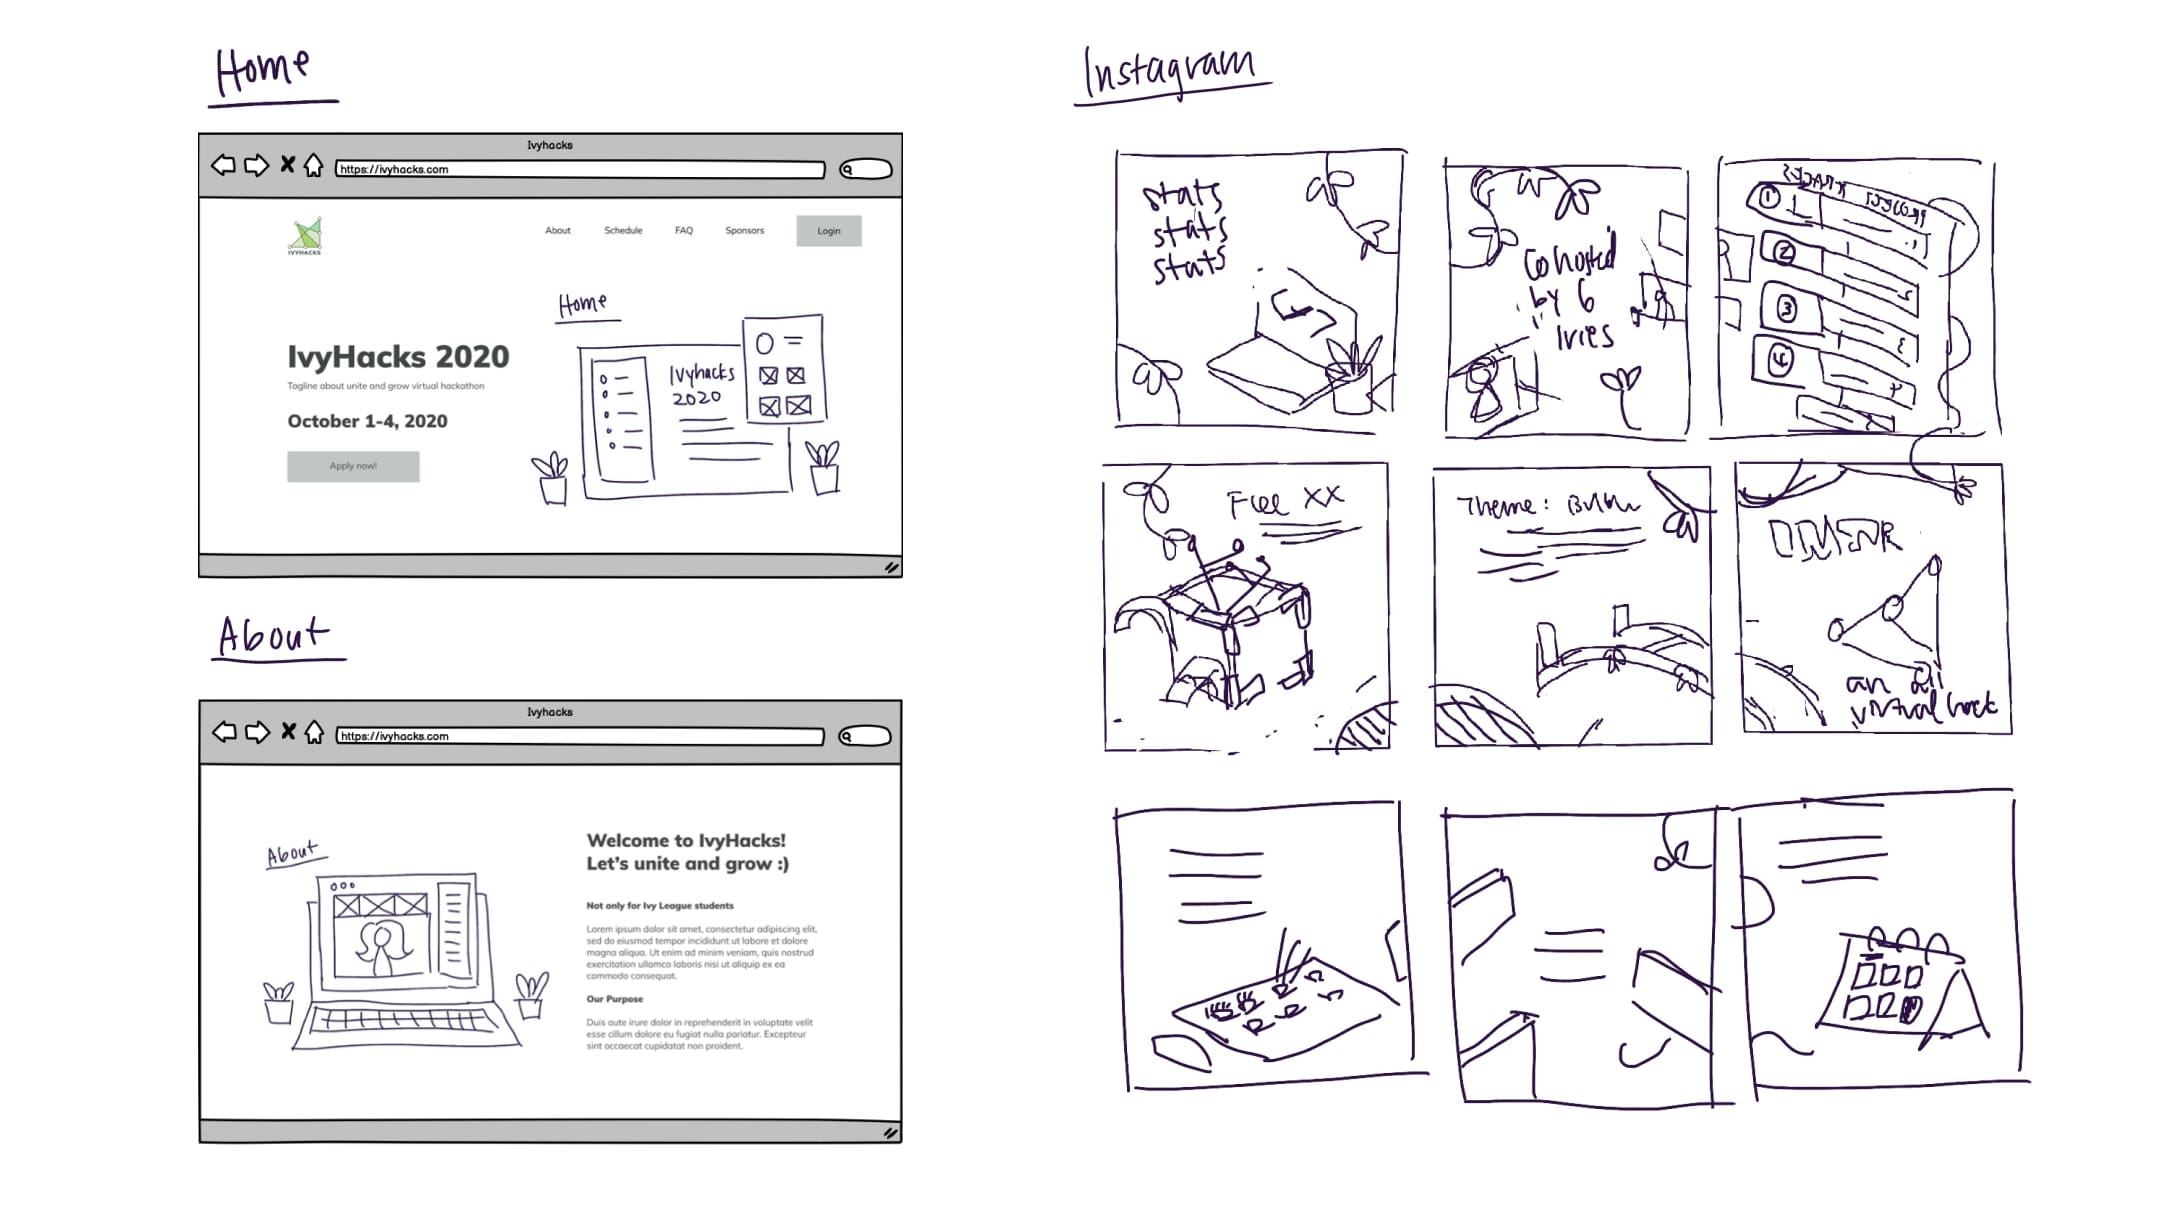 Home
Ivyhacks
https://ivyhacks.com
IVYHACKS
About Schedule FAQ Sponsors Login
Home
IvyHacks 2020
Tagline about unite and grow virtual hackathon
October 1-4, 2020
Apply now!
Ivyhacks
2020
About
Ivyhacks
https://ivyhacks.com
About
Welcome to IvyHacks!
Let's unite and grow :)
Not only for Ivy League students
Lorem ipsum dolor sit amet, consectetur adipiscing elit,
sed do eiusmod tempor incididunt ut labore et dolore
magna aliqua. Ut enim ad minim veniam, quis nostrud
exercitation ullamco laboris nisi ut aliquip ex ea
commodo consequat.
Our Purpose
Duis aute irure dolor in reprehenderit in voluptate velit
esse cillum dolore eu fugiat nulla pariatur. Excepteur
sint occaecat cupidatat non proident,
Instagram
stats
stats
stats
Cohosted
by 6
Ivies
PROJECT TRACKS
1
2
3
4
Free XX
Theme:
an
virtual hack